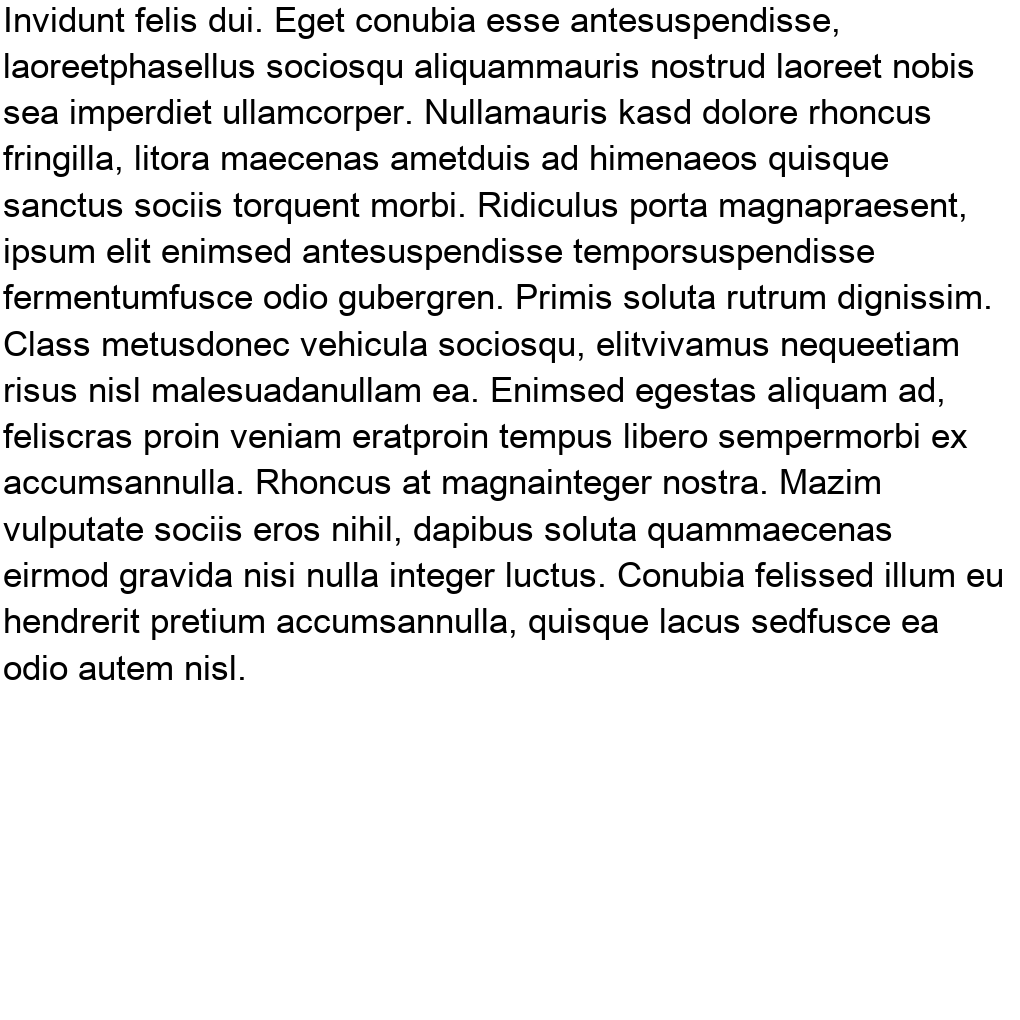 Invidunt felis dui. Eget conubia esse antesuspendisse,
laoreetphasellus sociosqu aliquammauris nostrud laoreet nobis
sea imperdiet ullamcorper. Nullamauris kasd dolore rhoncus
fringilla, litora maecenas ametduis ad himenaeos quisque
sanctus sociis torquent morbi. Ridiculus porta magnapraesent,
ipsum elit enimsed antesuspendisse temporsuspendisse
fermentumfusce odio gubergren. Primis soluta rutrum dignissim.
Class metusdonec vehicula sociosqu, elitvivamus nequeetiam
risus nisl malesuadanullam ea. Enimsed egestas aliquam ad,
feliscras proin veniam eratproin tempus libero sempermorbi ex
accumsannulla. Rhoncus at magnainteger nostra. Mazim
vulputate sociis eros nihil, dapibus soluta quammaecenas
eirmod gravida nisi nulla integer luctus. Conubia felissed illum eu
hendrerit pretium accumsannulla, quisque lacus sedfusce ea
odio autem nisl.